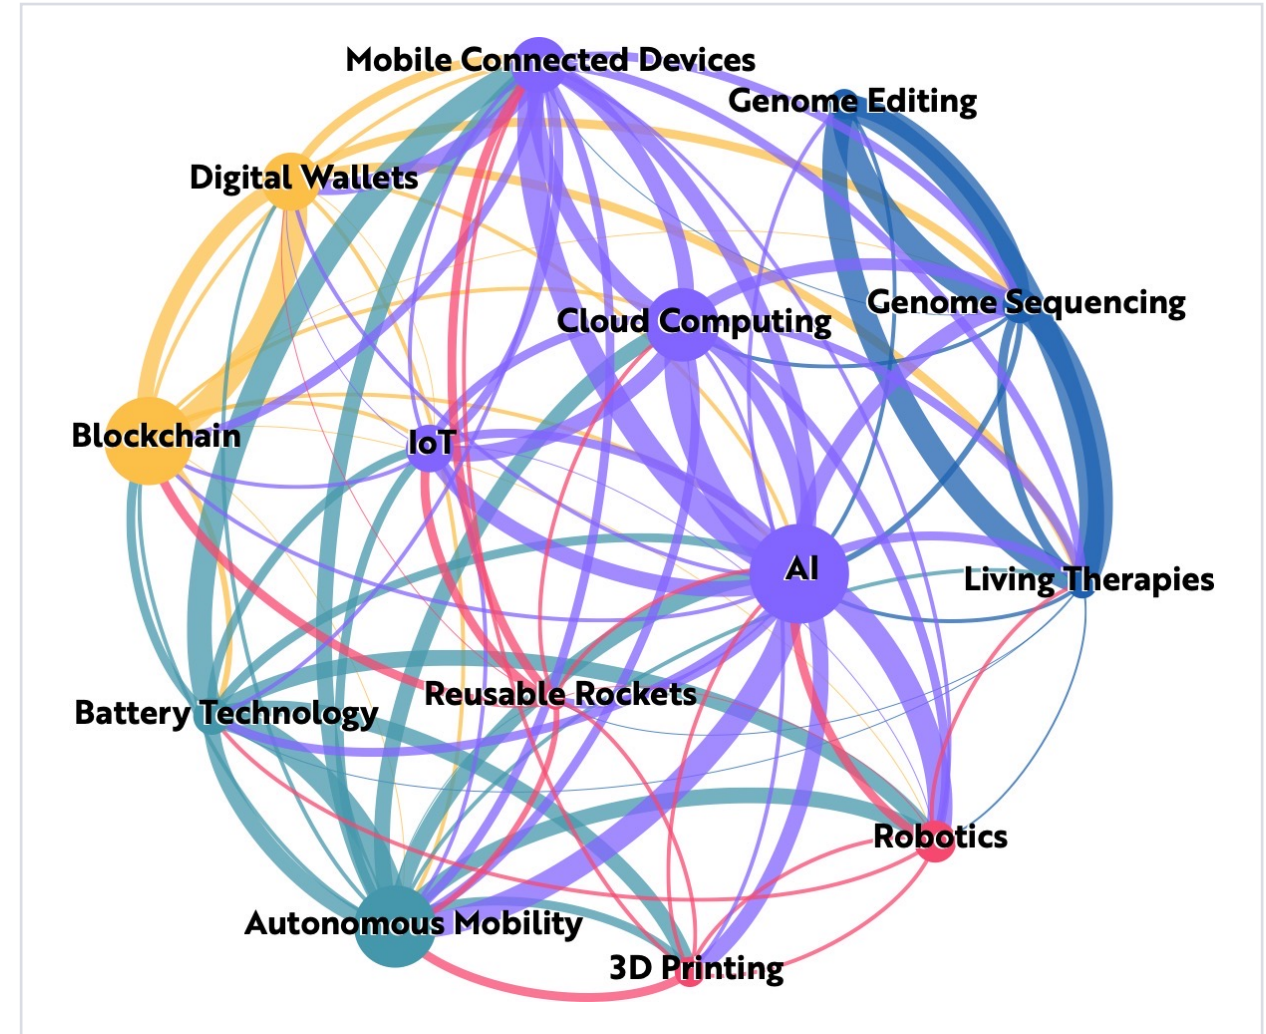 Mobile Connected Devices
Genome Editing
Digital Wallets
Genome Sequencing
Cloud Computing
Blockchain
IoT
AI
Living Therapies
Reusable Rockets
Battery Technology
Robotics
Autonomous Mobility
3D Printing